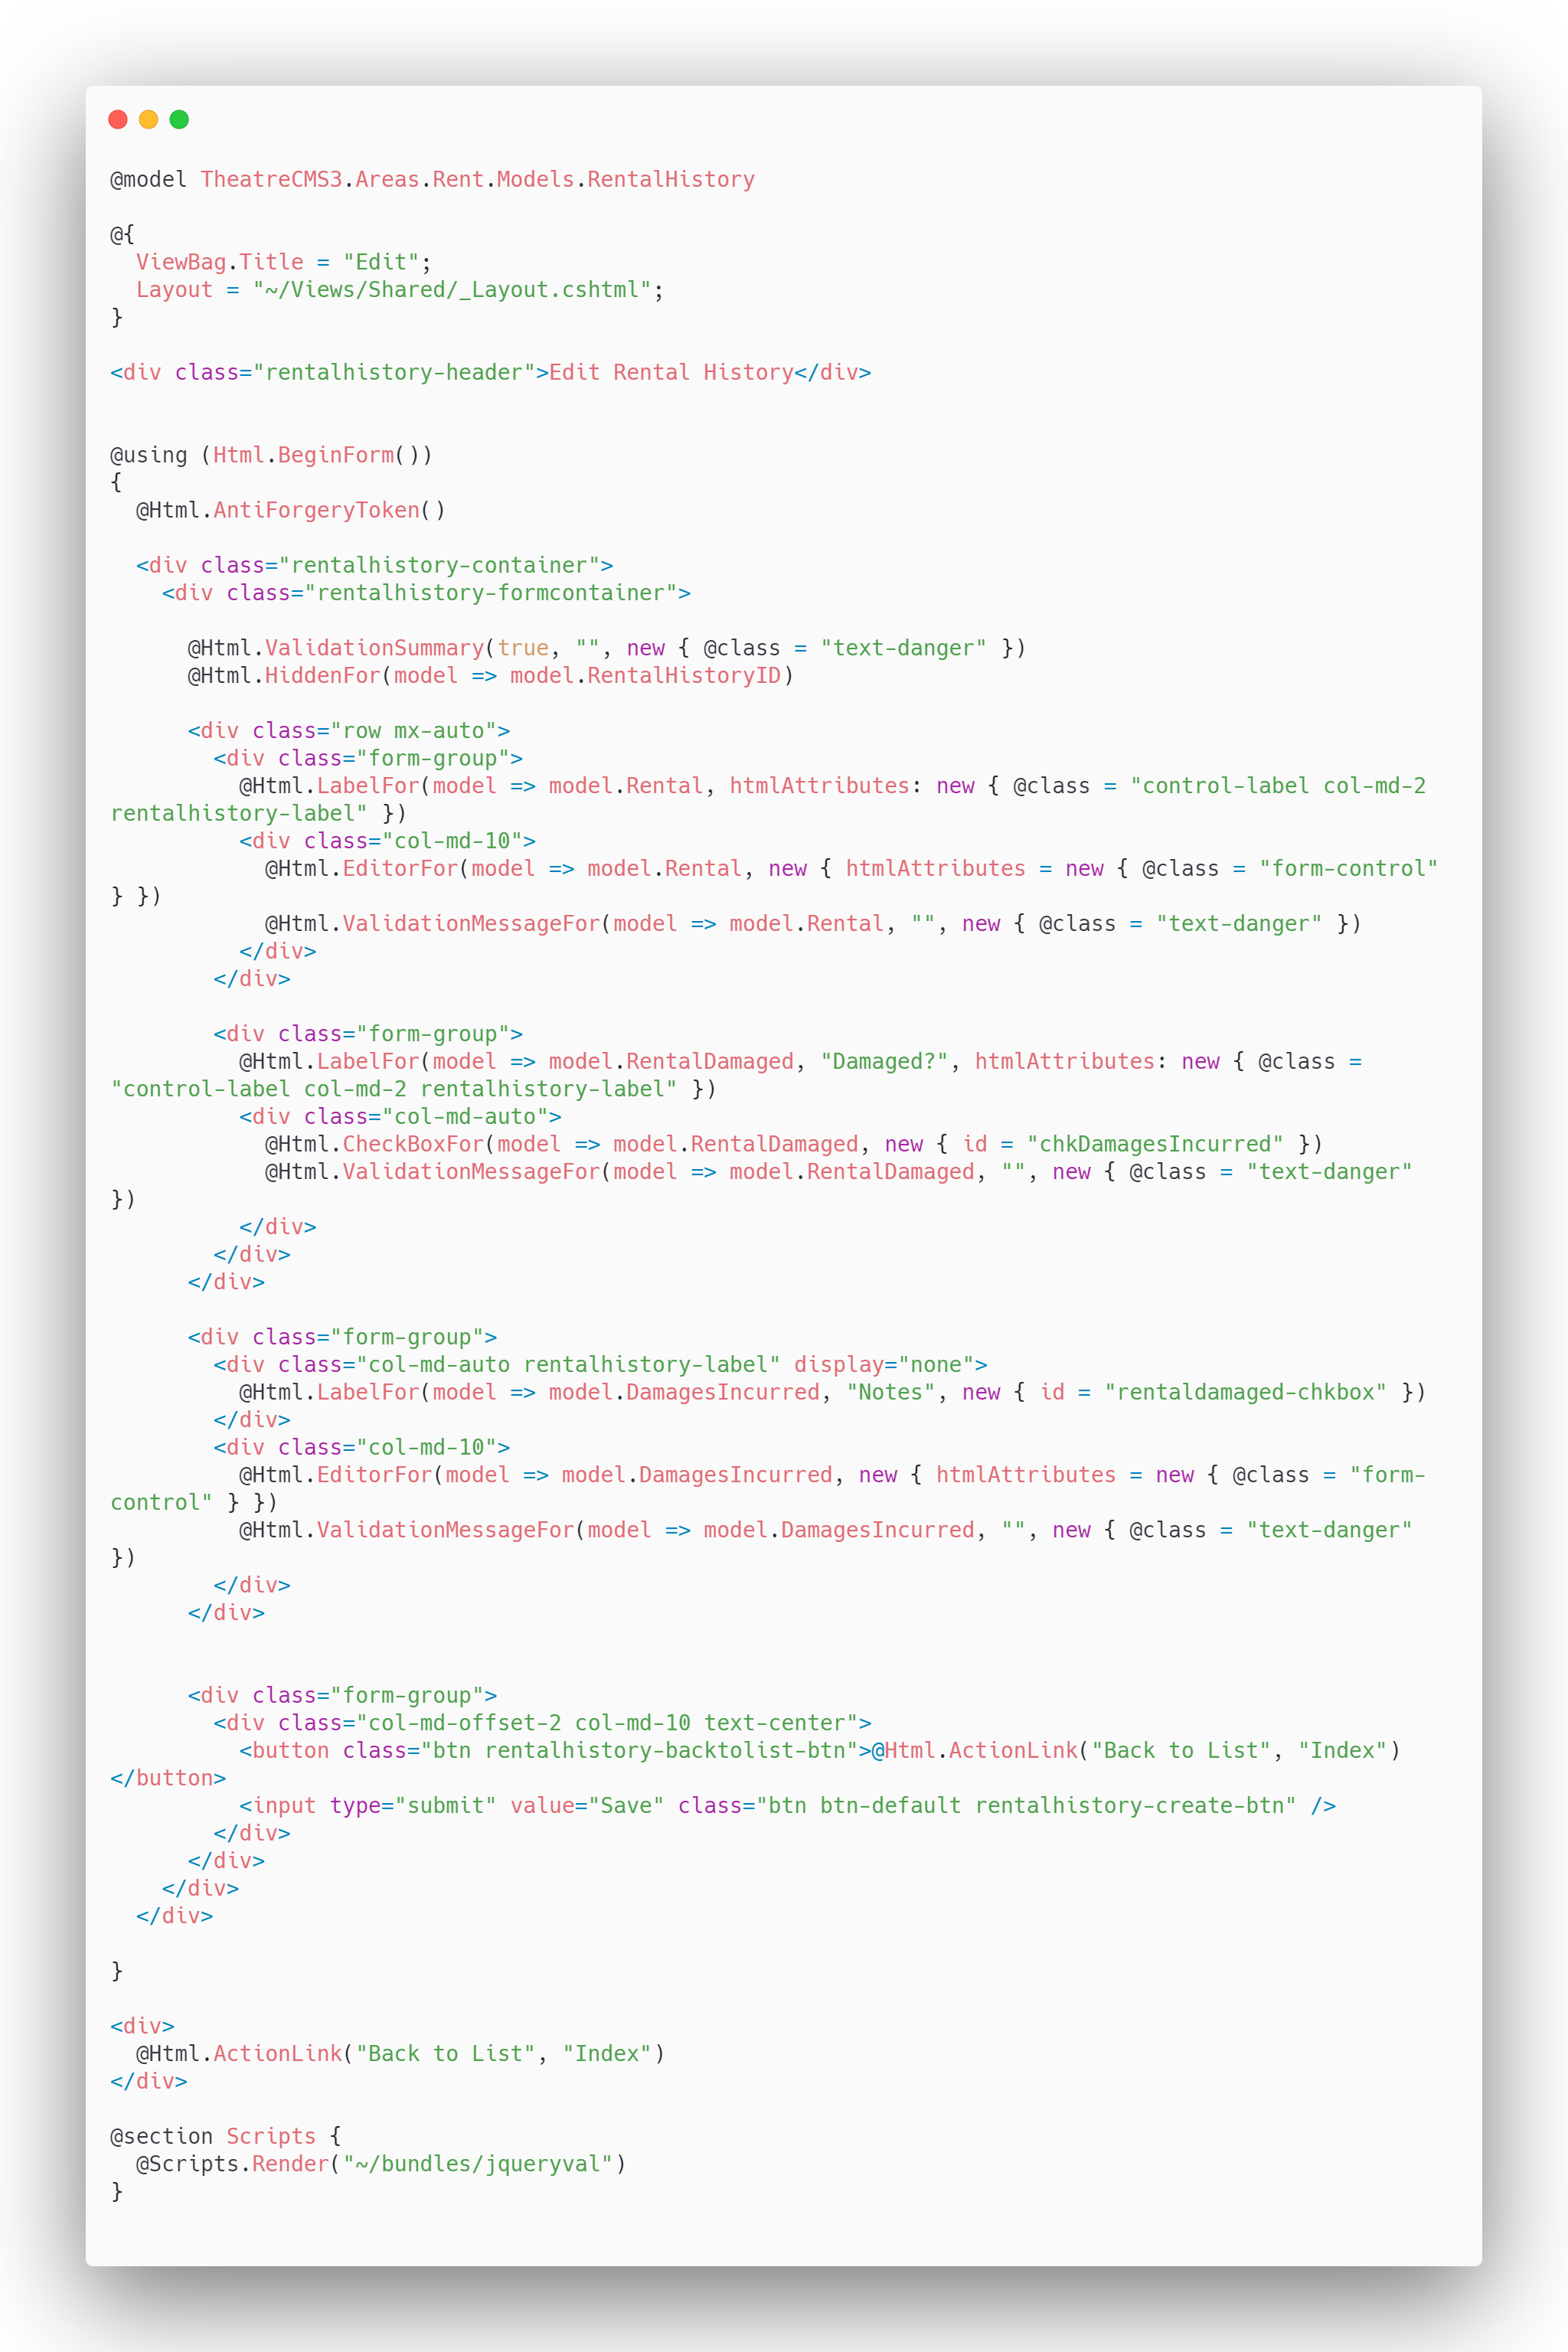 @model TheatreCMS3.Areas.Rent.Models.RentalHistory

@{
  ViewBag.Title = "Edit";
  Layout = "~/Views/Shared/_Layout.cshtml";
}

<div class="rentalhistory-header">Edit Rental History</div>


@using (Html.BeginForm())
{
  @Html.AntiForgeryToken()

  <div class="rentalhistory-container">
    <div class="rentalhistory-formcontainer">

      @Html.ValidationSummary(true, "", new { @class = "text-danger" })
      @Html.HiddenFor(model => model.RentalHistoryID)

      <div class="row mx-auto">
        <div class="form-group">
          @Html.LabelFor(model => model.Rental, htmlAttributes: new { @class = "control-label col-md-2
rentalhistory-label" })
          <div class="col-md-10">
            @Html.EditorFor(model => model.Rental, new { htmlAttributes = new { @class = "form-control"
} })
            @Html.ValidationMessageFor(model => model.Rental, "", new { @class = "text-danger" })
          </div>
        </div>

        <div class="form-group">
          @Html.LabelFor(model => model.RentalDamaged, "Damaged?", htmlAttributes: new { @class =
"control-label col-md-2 rentalhistory-label" })
          <div class="col-md-auto">
            @Html.CheckBoxFor(model => model.RentalDamaged, new { id = "chkDamagesIncurred" })
            @Html.ValidationMessageFor(model => model.RentalDamaged, "", new { @class = "text-danger"
})
          </div>
        </div>
      </div>

      <div class="form-group">
        <div class="col-md-auto rentalhistory-label" display="none">
          @Html.LabelFor(model => model.DamagesIncurred, "Notes", new { id = "rentaldamaged-chkbox" })
        </div>
        <div class="col-md-10">
          @Html.EditorFor(model => model.DamagesIncurred, new { htmlAttributes = new { @class = "form-
control" } })
          @Html.ValidationMessageFor(model => model.DamagesIncurred, "", new { @class = "text-danger"
})
        </div>
      </div>


      <div class="form-group">
        <div class="col-md-offset-2 col-md-10 text-center">
          <button class="btn rentalhistory-backtolist-btn">@Html.ActionLink("Back to List", "Index")
</button>
          <input type="submit" value="Save" class="btn btn-default rentalhistory-create-btn" />
        </div>
      </div>
    </div>
  </div>

}

<div>
  @Html.ActionLink("Back to List", "Index")
</div>

@section Scripts {
  @Scripts.Render("~/bundles/jqueryval")
}